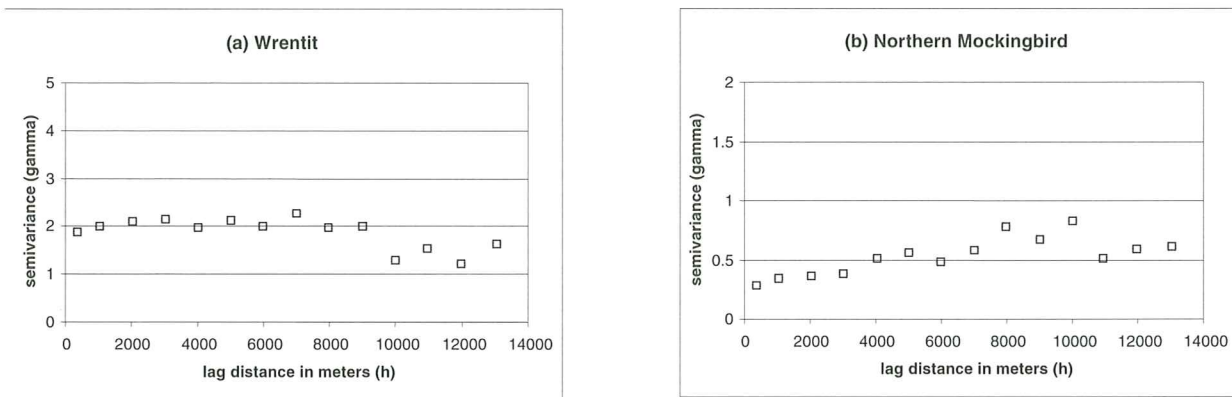 (a) Wrentit
5
4
3
2
1
0
semivariance (gamma)
0 2000 4000 6000 8000 10000 12000 14000
lag distance in meters (h)
(b) Northern Mockingbird
2
1.5
1
0.5
0
semivariance (gamma)
0 2000 4000 6000 8000 10000 12000 14000
lag distance in meters (h)